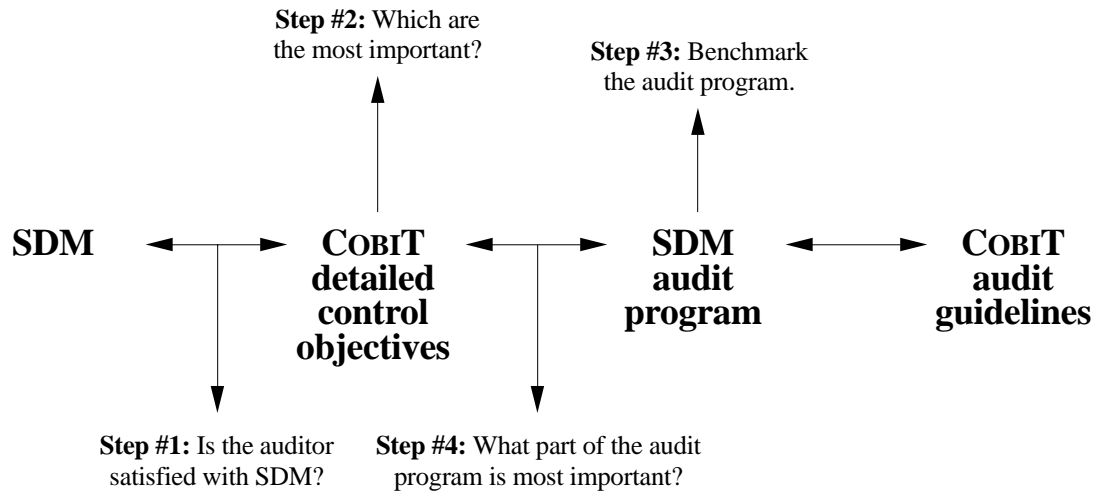 Step #2: Which are
the most important?
Step #3: Benchmark
the audit program.
SDM
COBIT
detailed
control
objectives
SDM
audit
program
COBIT
audit
guidelines
Step #1: Is the auditor
satisfied with SDM?
Step #4: What part of the audit
program is most important?